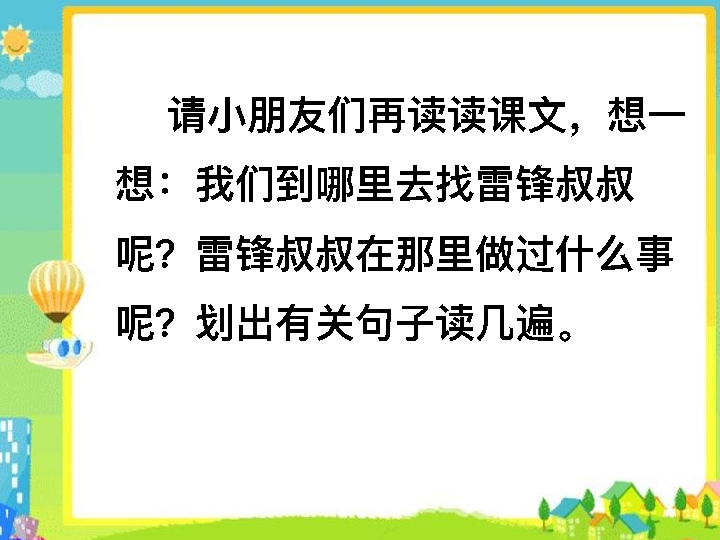 请小朋友们再读读课文，想一
想：我们到哪里去找雷锋叔叔
呢？雷锋叔叔在那里做过什么事
呢？划出有关句子读几遍。